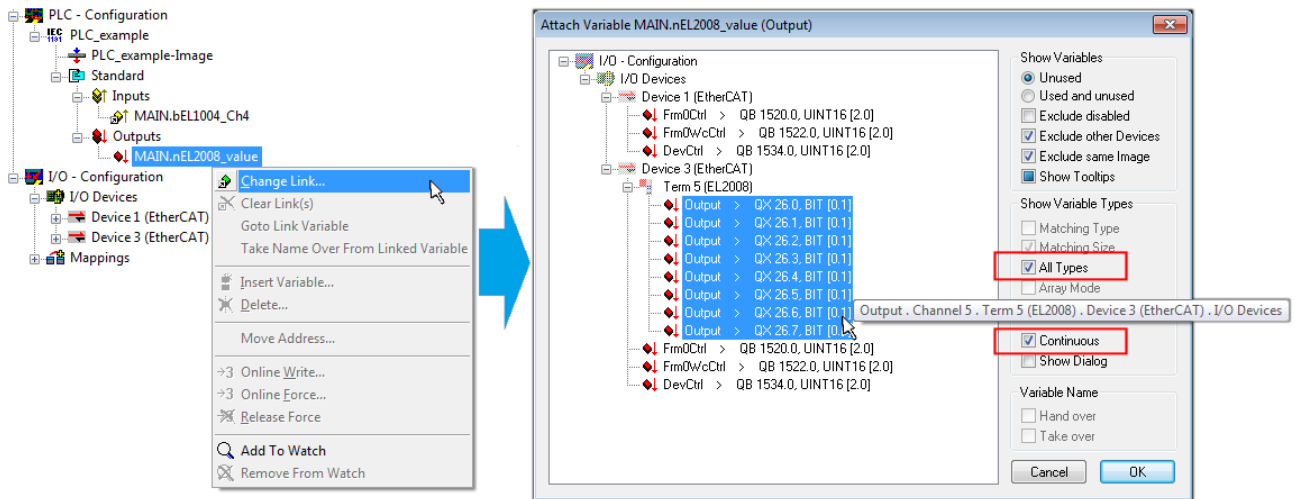 PLC - Configuration
IEC 1131 PLC_example
PLC_example-Image
Standard
Inputs
MAIN.bEL1004_Ch4
Outputs
MAIN.nEL2008_value
I/O - Configuration
I/O Devices
Device 1 (EtherCAT)
Device 3 (EtherCAT)
Mappings
Change Link...
Clear Link(s)
Goto Link Variable
Take Name Over From Linked Variable
Insert Variable...
Delete...
Move Address...
→3 Online Write...
→3 Online Force...
Release Force
Add To Watch
Remove From Watch
Attach Variable MAIN.nEL2008_value (Output)
I/O - Configuration
I/O Devices
Device 1 (EtherCAT)
Frm0Ctrl > QB 1520.0, UINT16 [2.0]
Frm0WcCtrl > QB 1522.0, UINT16 [2.0]
DevCtrl > QB 1534.0, UINT16 [2.0]
Device 3 (EtherCAT)
Term 5 (EL2008)
Output > QX 26.0, BIT [0.1]
Output > QX 26.1, BIT [0.1]
Output > QX 26.2, BIT [0.1]
Output > QX 26.3, BIT [0.1]
Output > QX 26.4, BIT [0.1]
Output > QX 26.5, BIT [0.1]
Output > QX 26.6, BIT [0.1]
Output > QX 26.7, BIT
Frm0Ctrl > QB 1520.0, UINT16 [2.0]
Frm0WcCtrl > QB 1522.0, UINT16 [2.0]
DevCtrl > QB 1534.0, UINT16 [2.0]
Output . Channel 5 . Term 5 (EL2008) . Device 3 (EtherCAT) . I/O Devices
Show Variables
Unused
Used and unused
Exclude disabled
Exclude other Devices
Exclude same Image
Show Tooltips
Show Variable Types
Matching Type
Matching Size
All Types
Array Mode
Continuous
Show Dialog
Variable Name
Hand over
Take over
Cancel
OK